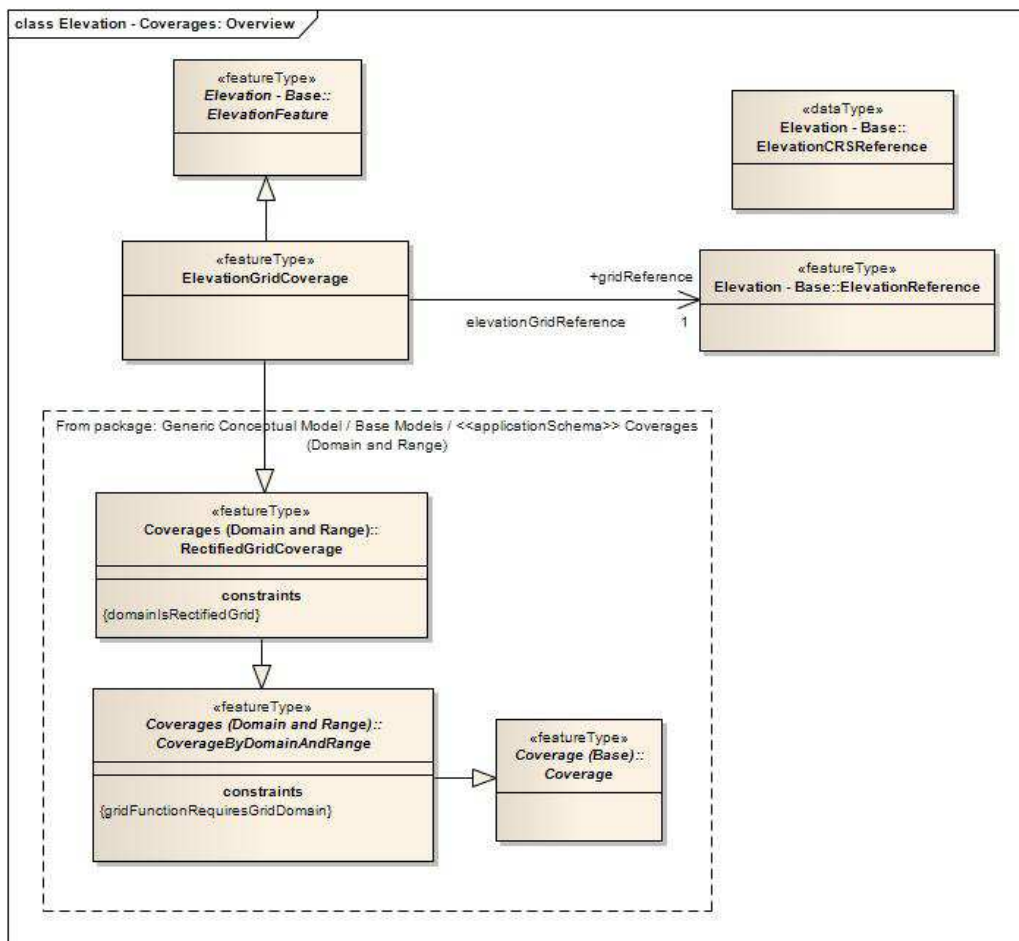 class Elevation - Coverages: Overview
«featureType»
Elevation - Base::
ElevationFeature
«dataType»
Elevation - Base::
ElevationCRSReference
«featureType»
ElevationGridCoverage
+gridReference
elevationGridReference
1
«featureType»
Elevation - Base::ElevationReference
From package: Generic Conceptual Model / Base Models / <<applicationSchema>> Coverages
(Domain and Range)
«featureType»
Coverages (Domain and Range)::
RectifiedGridCoverage
constraints
{domainIsRectifiedGrid}
«featureType»
Coverages (Domain and Range)::
CoverageByDomainAndRange
constraints
{gridFunctionRequiresGridDomain}
«featureType»
Coverage (Base)::
Coverage